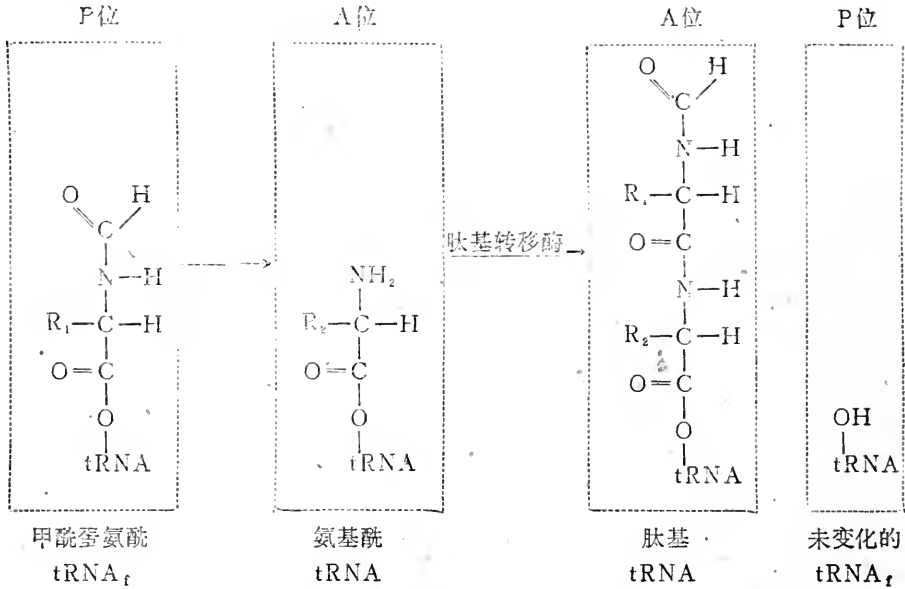 P位 A位 A位 P位
O H
C
N—H
O H R₁—C—H
C O=C
N—H 肽基转移酶 NH₂ N—H
R₁—C—H R₂—C—H R₂—C—H
O=C O=C O=C
O O O OH
tRNA tRNA tRNA tRNA
甲酰蛋氨酰 氨基酰 肽基 未变化的
tRNA_f tRNA tRNA tRNA_f